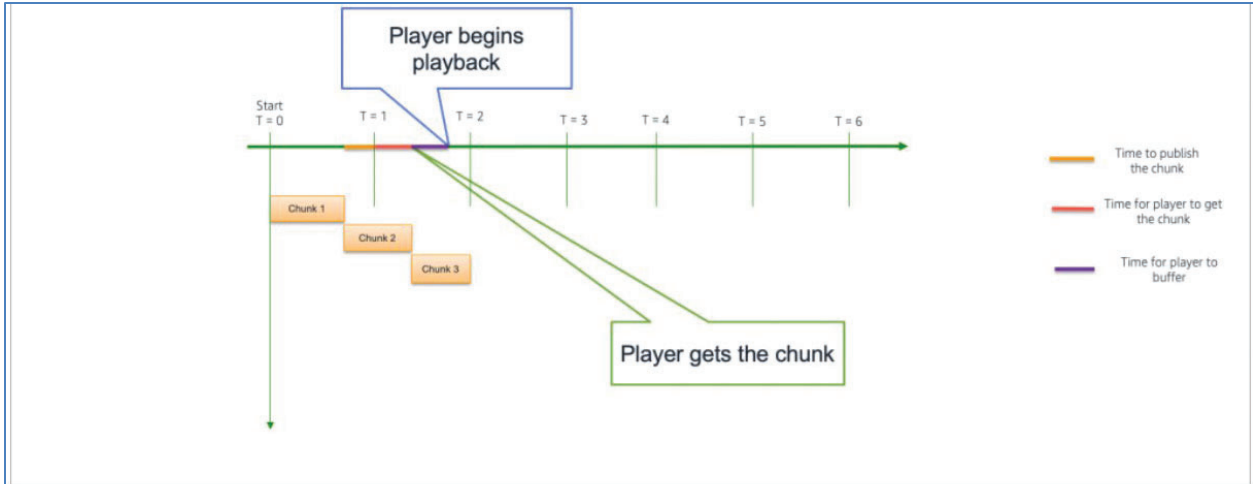 Player begins
playback
Start
T = 0
T = 1
T = 2
T = 3
T = 4
T = 5
T = 6
Time to publish
the chunk
Chunk 1
Time for player to get
the chunk
Chunk 2
Chunk 3
Time for player to
buffer
Player gets the chunk